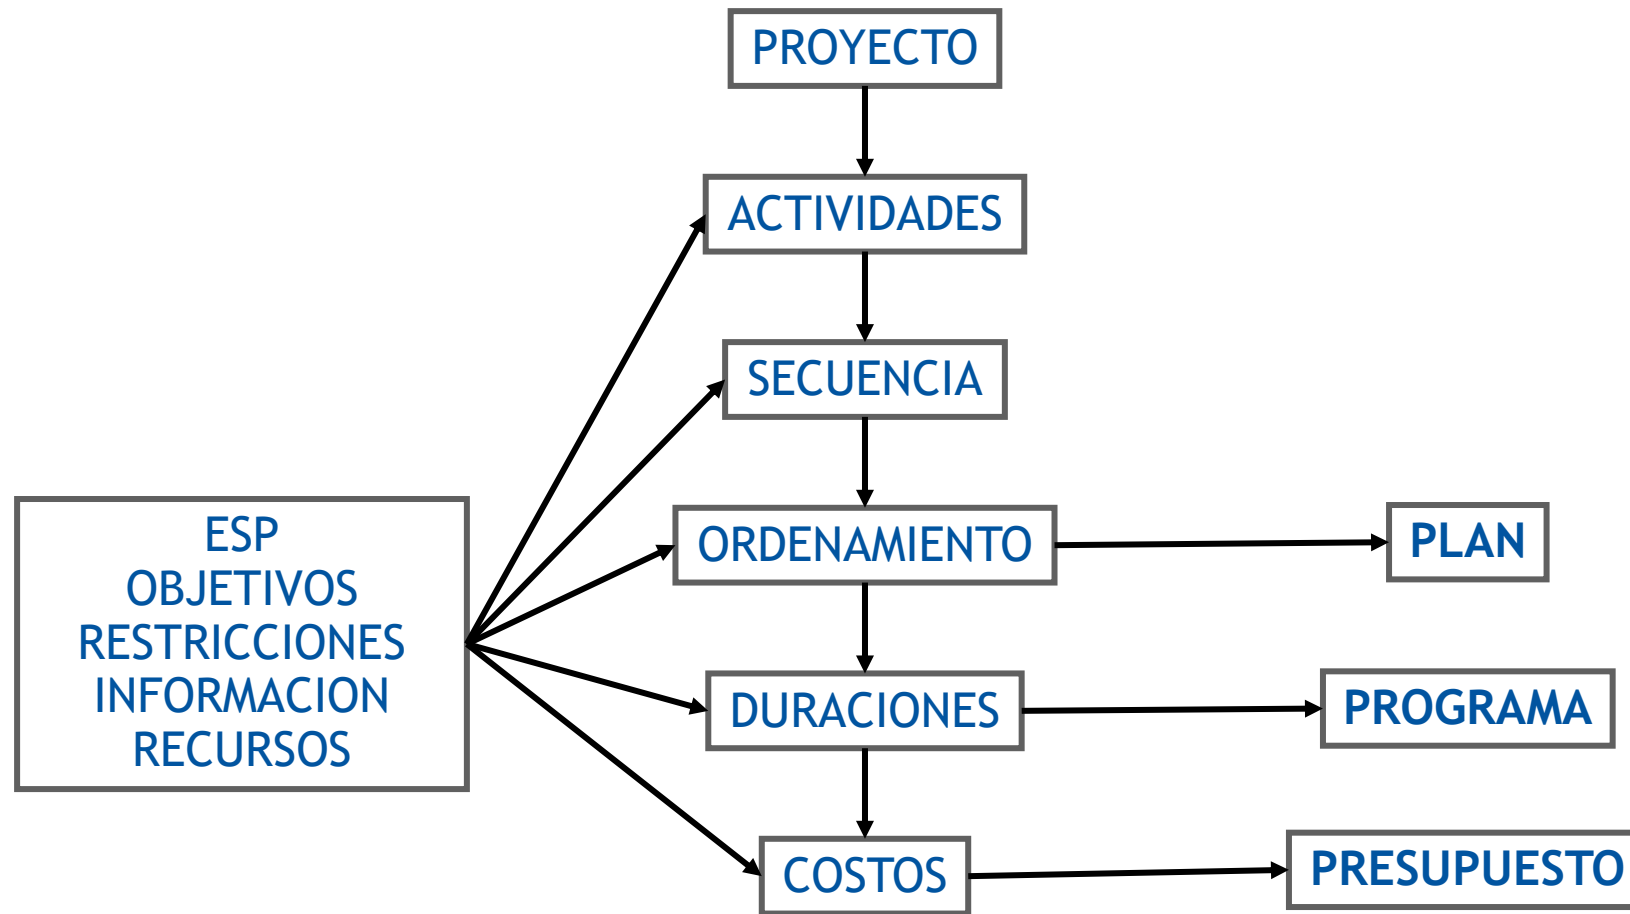 PROYECTO
ACTIVIDADES
SECUENCIA
ESP
OBJETIVOS
RESTRICCIONES
INFORMACION
RECURSOS
ORDENAMIENTO
PLAN
DURACIONES
PROGRAMA
COSTOS
PRESUPUESTO